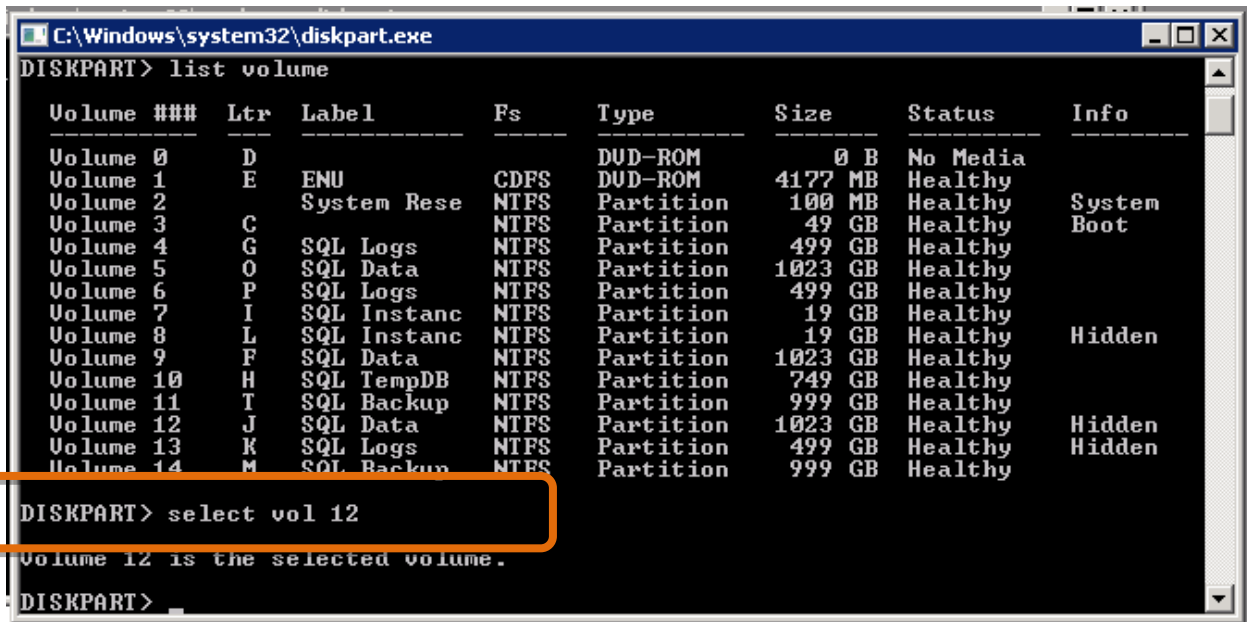 C:\Windows\system32\diskpart.exe
DISKPART> list volume
Volume ### Ltr Label Fs Type Size Status Info
---------- --- ----------- ----- ---------- ------- --------- --------
Volume 0 D DVD-ROM 0 B No Media
Volume 1 E ENU CDFS DVD-ROM 4177 MB Healthy
Volume 2 System Rese NTFS Partition 100 MB Healthy System
Volume 3 C NTFS Partition 49 GB Healthy Boot
Volume 4 G SQL Logs NTFS Partition 499 GB Healthy
Volume 5 O SQL Data NTFS Partition 1023 GB Healthy
Volume 6 P SQL Logs NTFS Partition 499 GB Healthy
Volume 7 I SQL Instanc NTFS Partition 19 GB Healthy
Volume 8 L SQL Instanc NTFS Partition 19 GB Healthy Hidden
Volume 9 F SQL Data NTFS Partition 1023 GB Healthy
Volume 10 H SQL TempDB NTFS Partition 749 GB Healthy
Volume 11 T SQL Backup NTFS Partition 999 GB Healthy
Volume 12 J SQL Data NTFS Partition 1023 GB Healthy Hidden
Volume 13 K SQL Logs NTFS Partition 499 GB Healthy Hidden
Volume 14 M SQL Backup NTFS Partition 999 GB Healthy
DISKPART> select vol 12
Volume 12 is the selected volume.
DISKPART> _